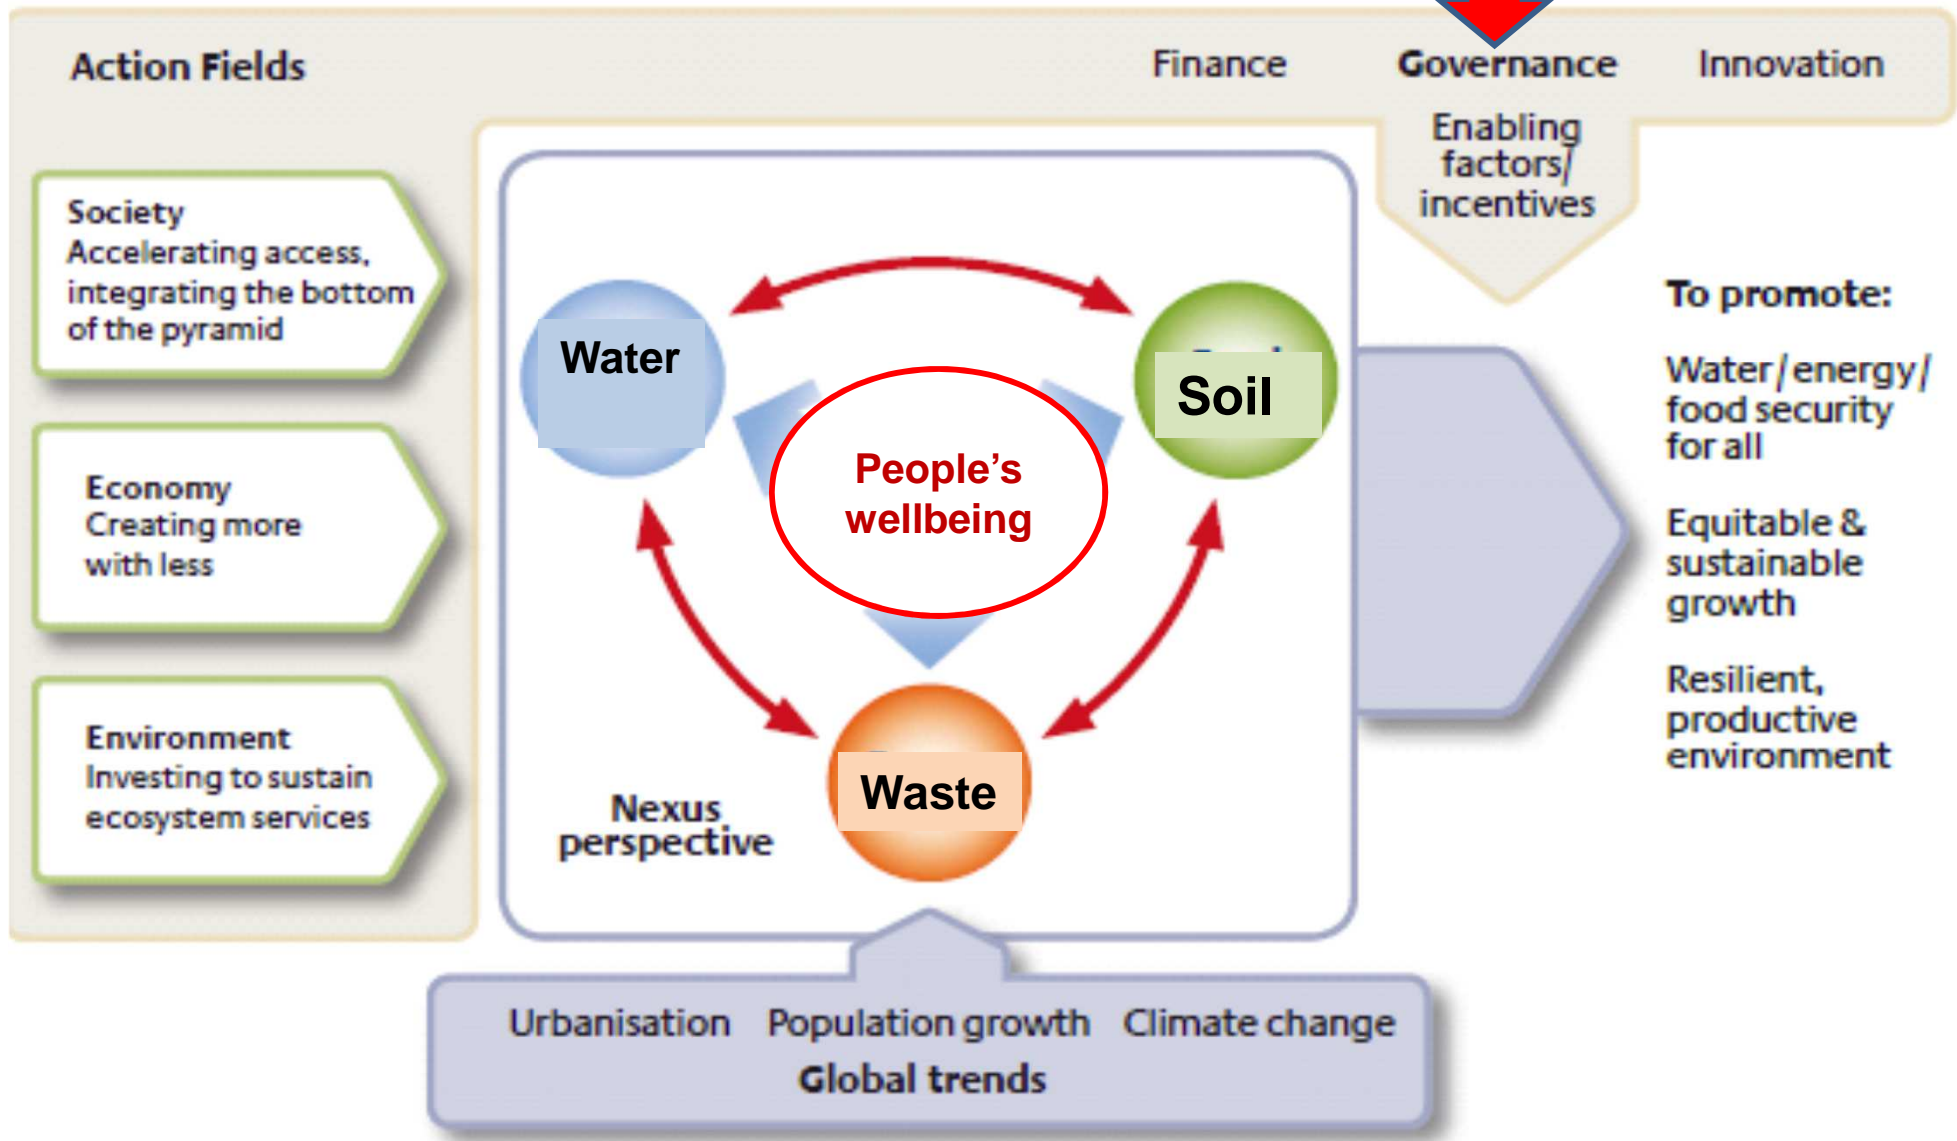 Action Fields
Finance
Governance
Innovation
Enabling
factors/
incentives
Society
Accelerating access,
integrating the bottom
of the pyramid
Economy
Creating more
with less
Environment
Investing to sustain
ecosystem services
Water
Soil
People's
wellbeing
Waste
Nexus
perspective
To promote:
Water/energy/
food security
for all
Equitable &
sustainable
growth
Resilient,
productive
environment
Urbanisation Population growth Climate change
Global trends